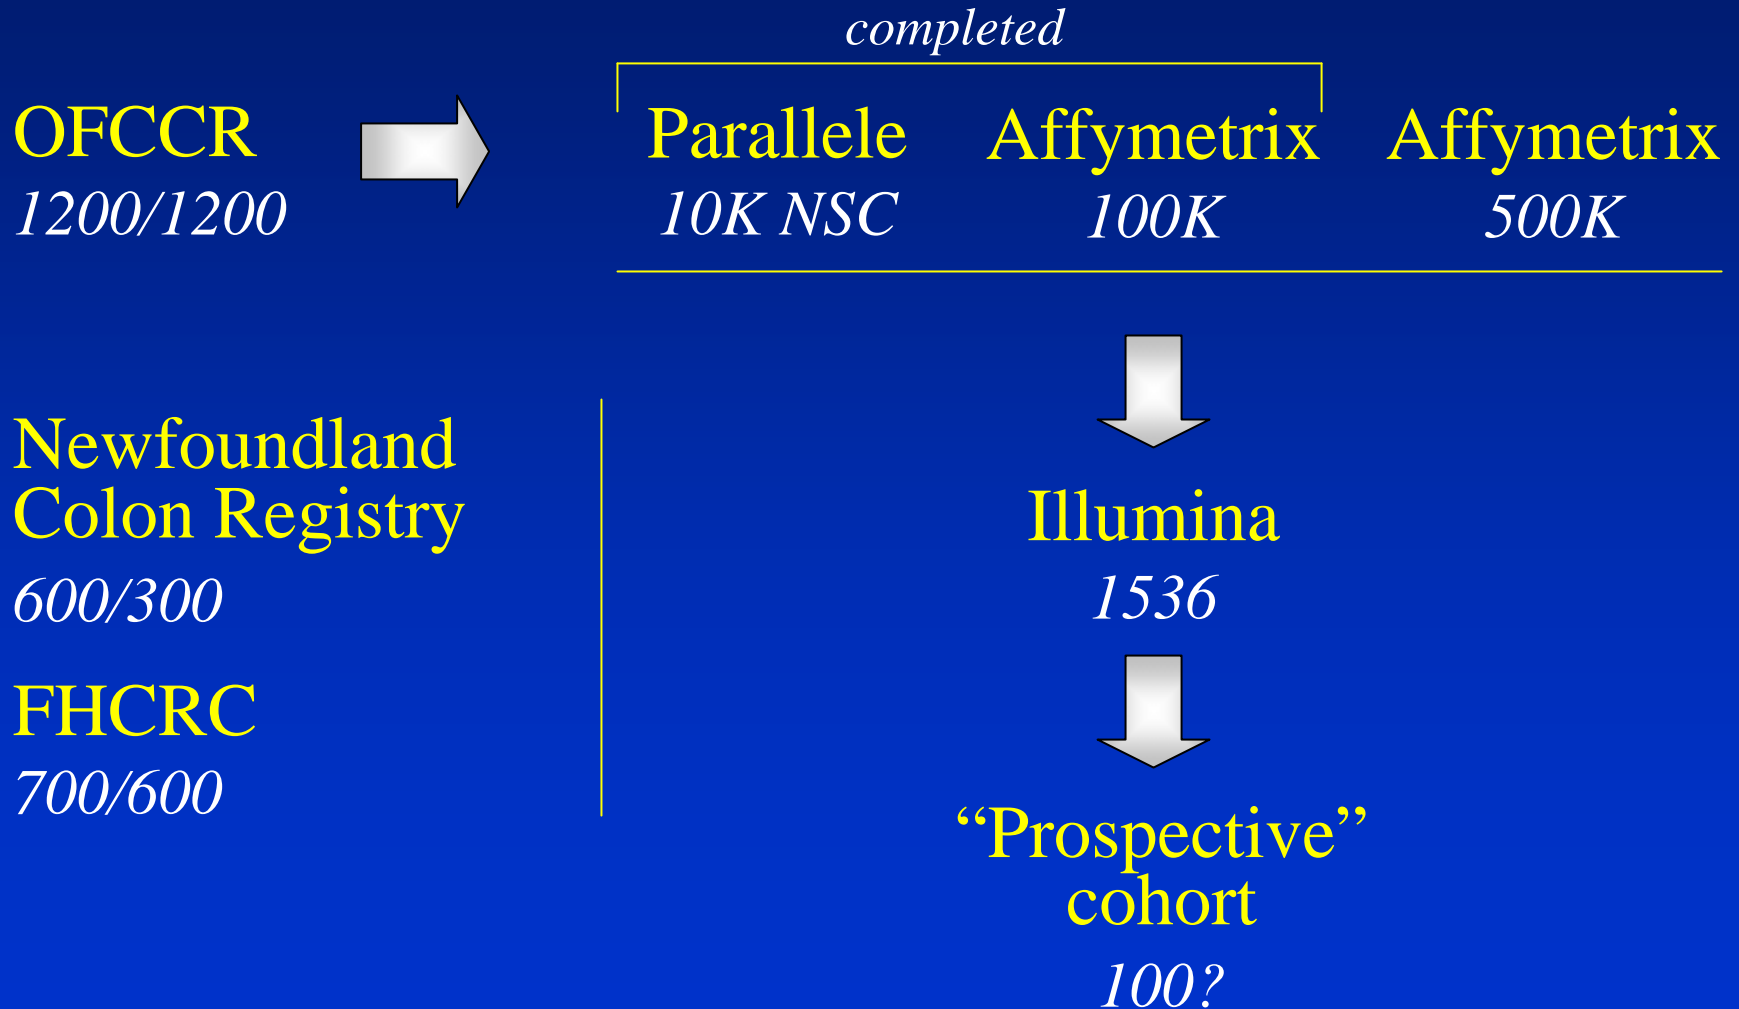 completed
OFCCR
1200/1200
Parallele
10K NSC
Affymetrix
100K
Affymetrix
500K
Newfoundland
Colon Registry
600/300
FHCRC
700/600
Illumina
1536
“Prospective”
cohort
100?